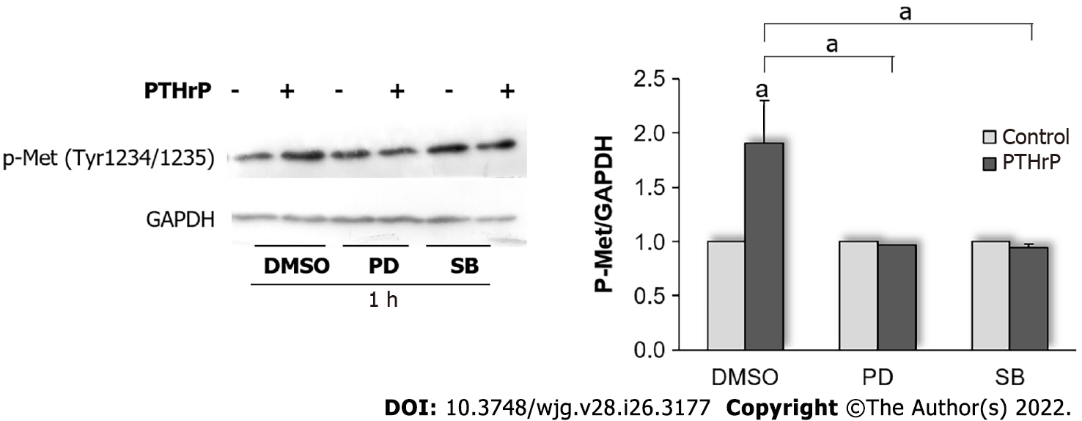 PTHrP - + - + - +
p-Met (Tyr1234/1235)
GAPDH
DMSO PD SB
1 h
a
a
a
P-Met/GAPDH
2.5
2.0
1.5
1.0
0.5
0.0
Control
PTHrP
DMSO PD SB
DOI: 10.3748/wjg.v28.i26.3177 Copyright ©The Author(s) 2022.